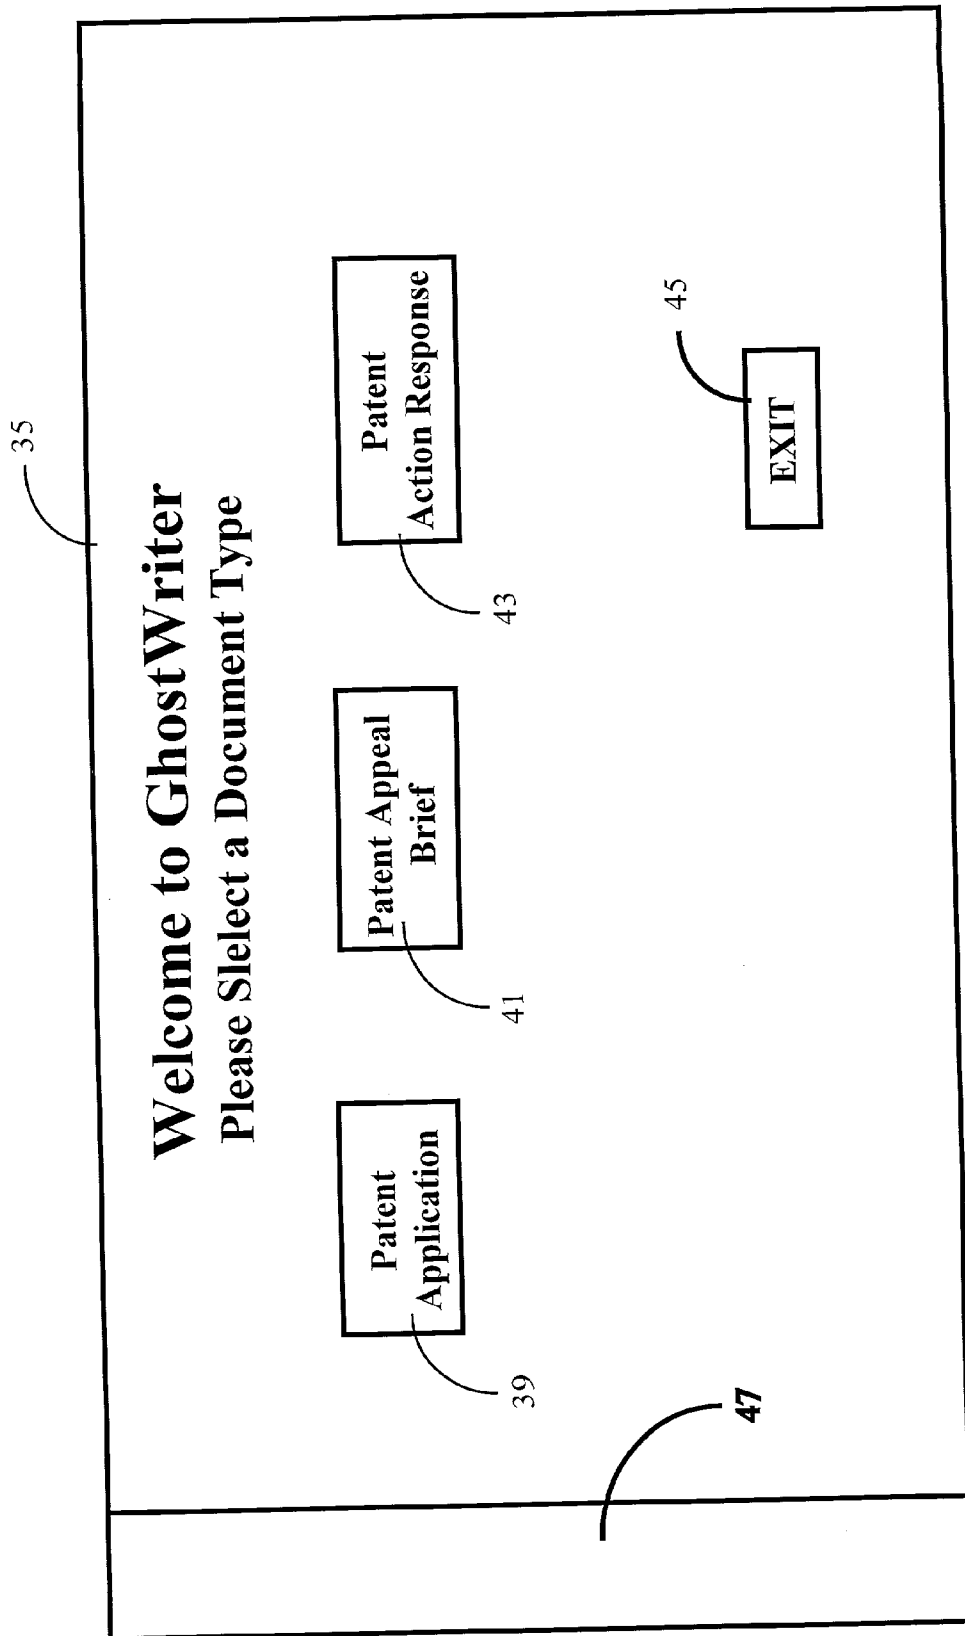 35
Welcome to GhostWriter
Please Slelect a Document Type
Patent
Application
39
Patent Appeal
Brief
41
Patent
Action Response
43
45
EXIT
47